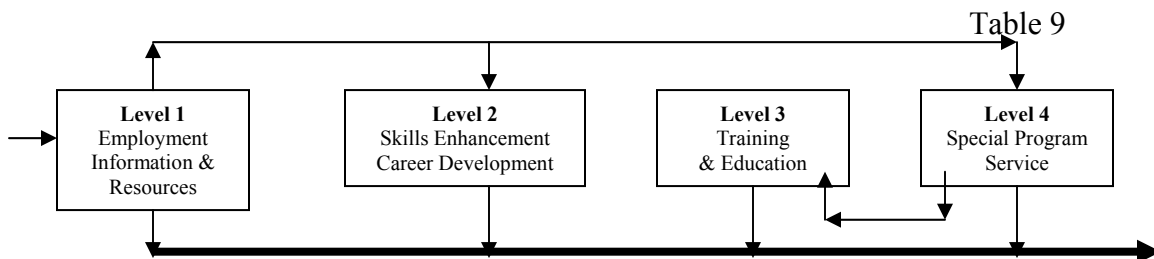 Table 9
Level 1
Employment
Information &
Resources
Level 2
Skills Enhancement
Career Development
Level 3
Training
& Education
Level 4
Special Program
Service